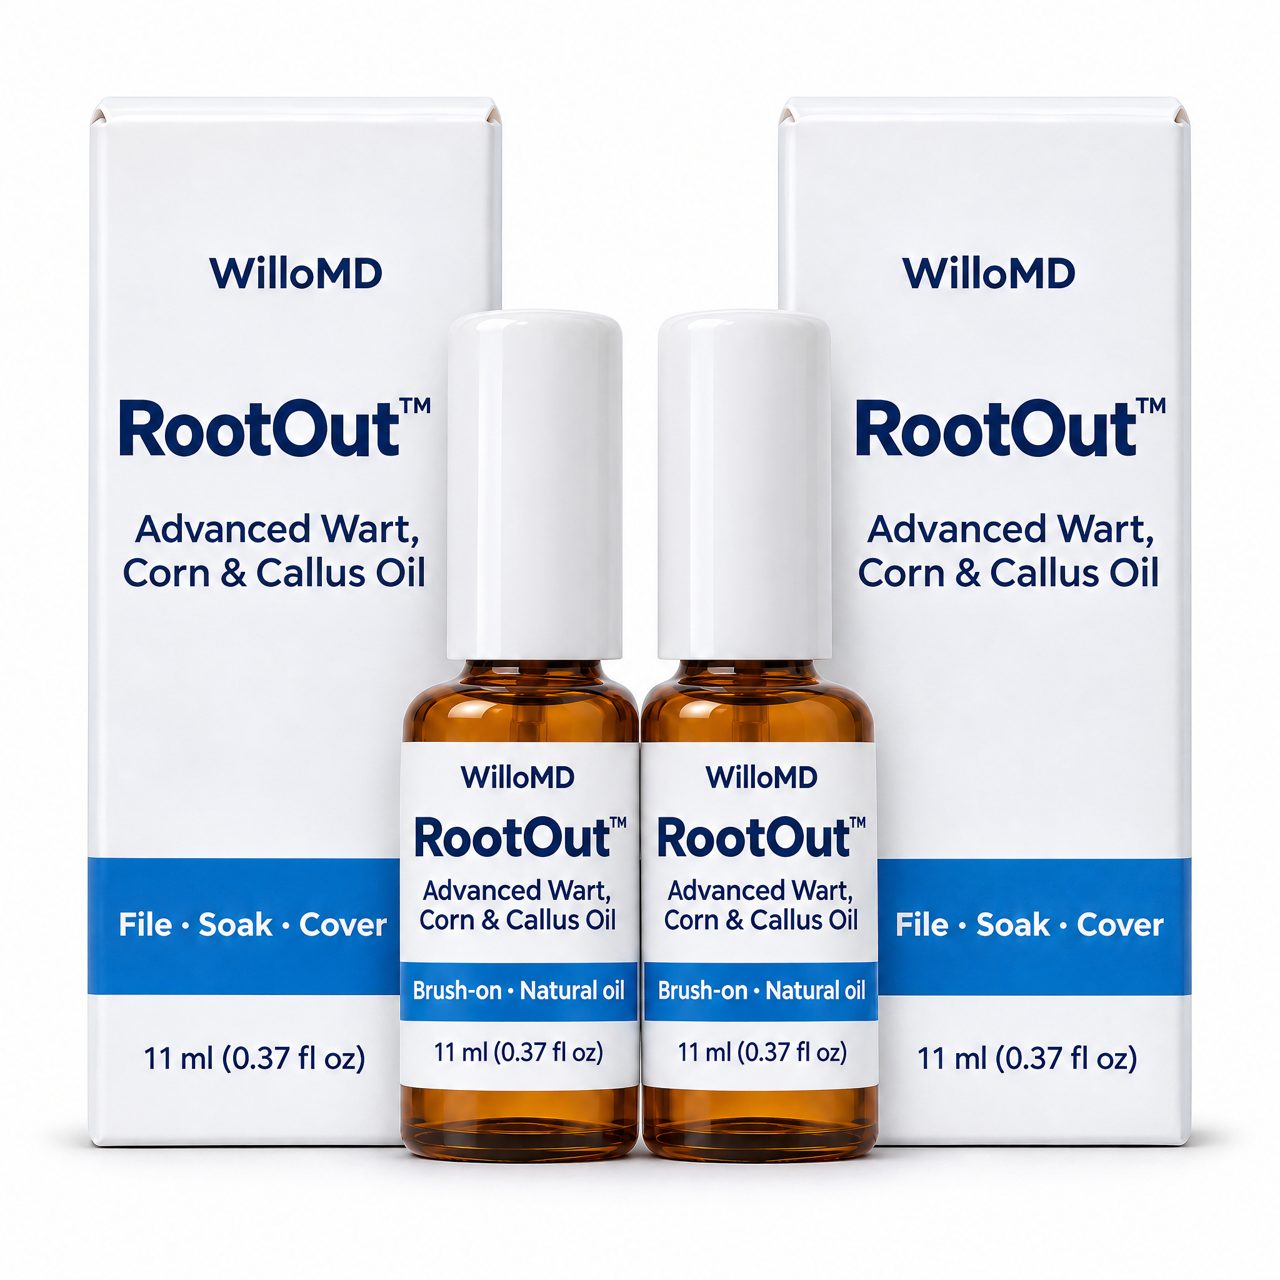 WilloMD
RootOut™
Advanced Wart,
Corn & Callus Oil
File · Soak · Cover
11 ml (0.37 fl oz)
WilloMD
RootOut™
Advanced Wart,
Corn & Callus Oil
Brush-on · Natural oil
11 ml (0.37 fl oz)
WilloMD
RootOut™
Advanced Wart,
Corn & Callus Oil
Brush-on · Natural oil
11 ml (0.37 fl oz)
WilloMD
RootOut™
Advanced Wart,
Corn & Callus Oil
File · Soak · Cover
11 ml (0.37 fl oz)